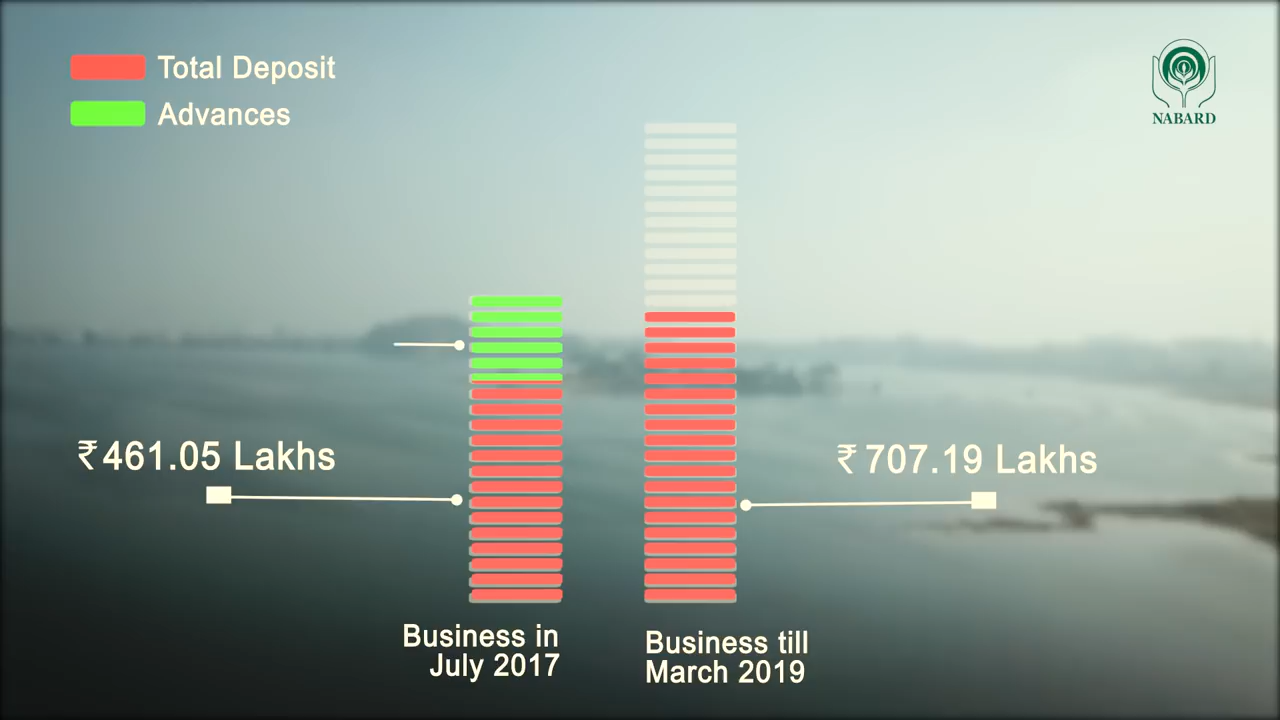 Total Deposit
Advances
NABARD
₹461.05 Lakhs
₹707.19 Lakhs
Business in
July 2017
Business till
March 2019